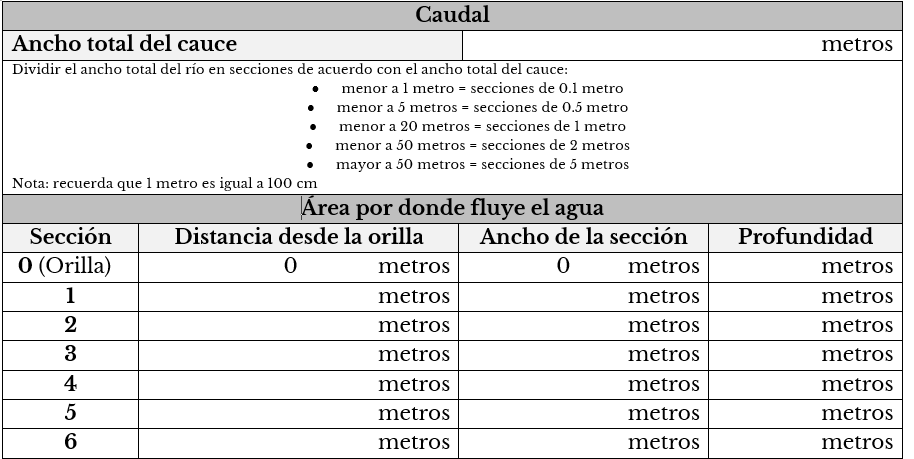 Caudal
Ancho total del cauce metros
Dividir el ancho total del río en secciones de acuerdo con el ancho total del cauce:
• menor a 1 metro = secciones de 0.1 metro
• menor a 5 metros = secciones de 0.5 metro
• menor a 20 metros = secciones de 1 metro
• menor a 50 metros = secciones de 2 metros
• mayor a 50 metros = secciones de 5 metros
Nota: recuerda que 1 metro es igual a 100 cm
Área por donde fluye el agua
Sección Distancia desde la orilla Ancho de la sección Profundidad
0 (Orilla) 0 metros 0 metros metros
1 metros metros metros
2 metros metros metros
3 metros metros metros
4 metros metros metros
5 metros metros metros
6 metros metros metros